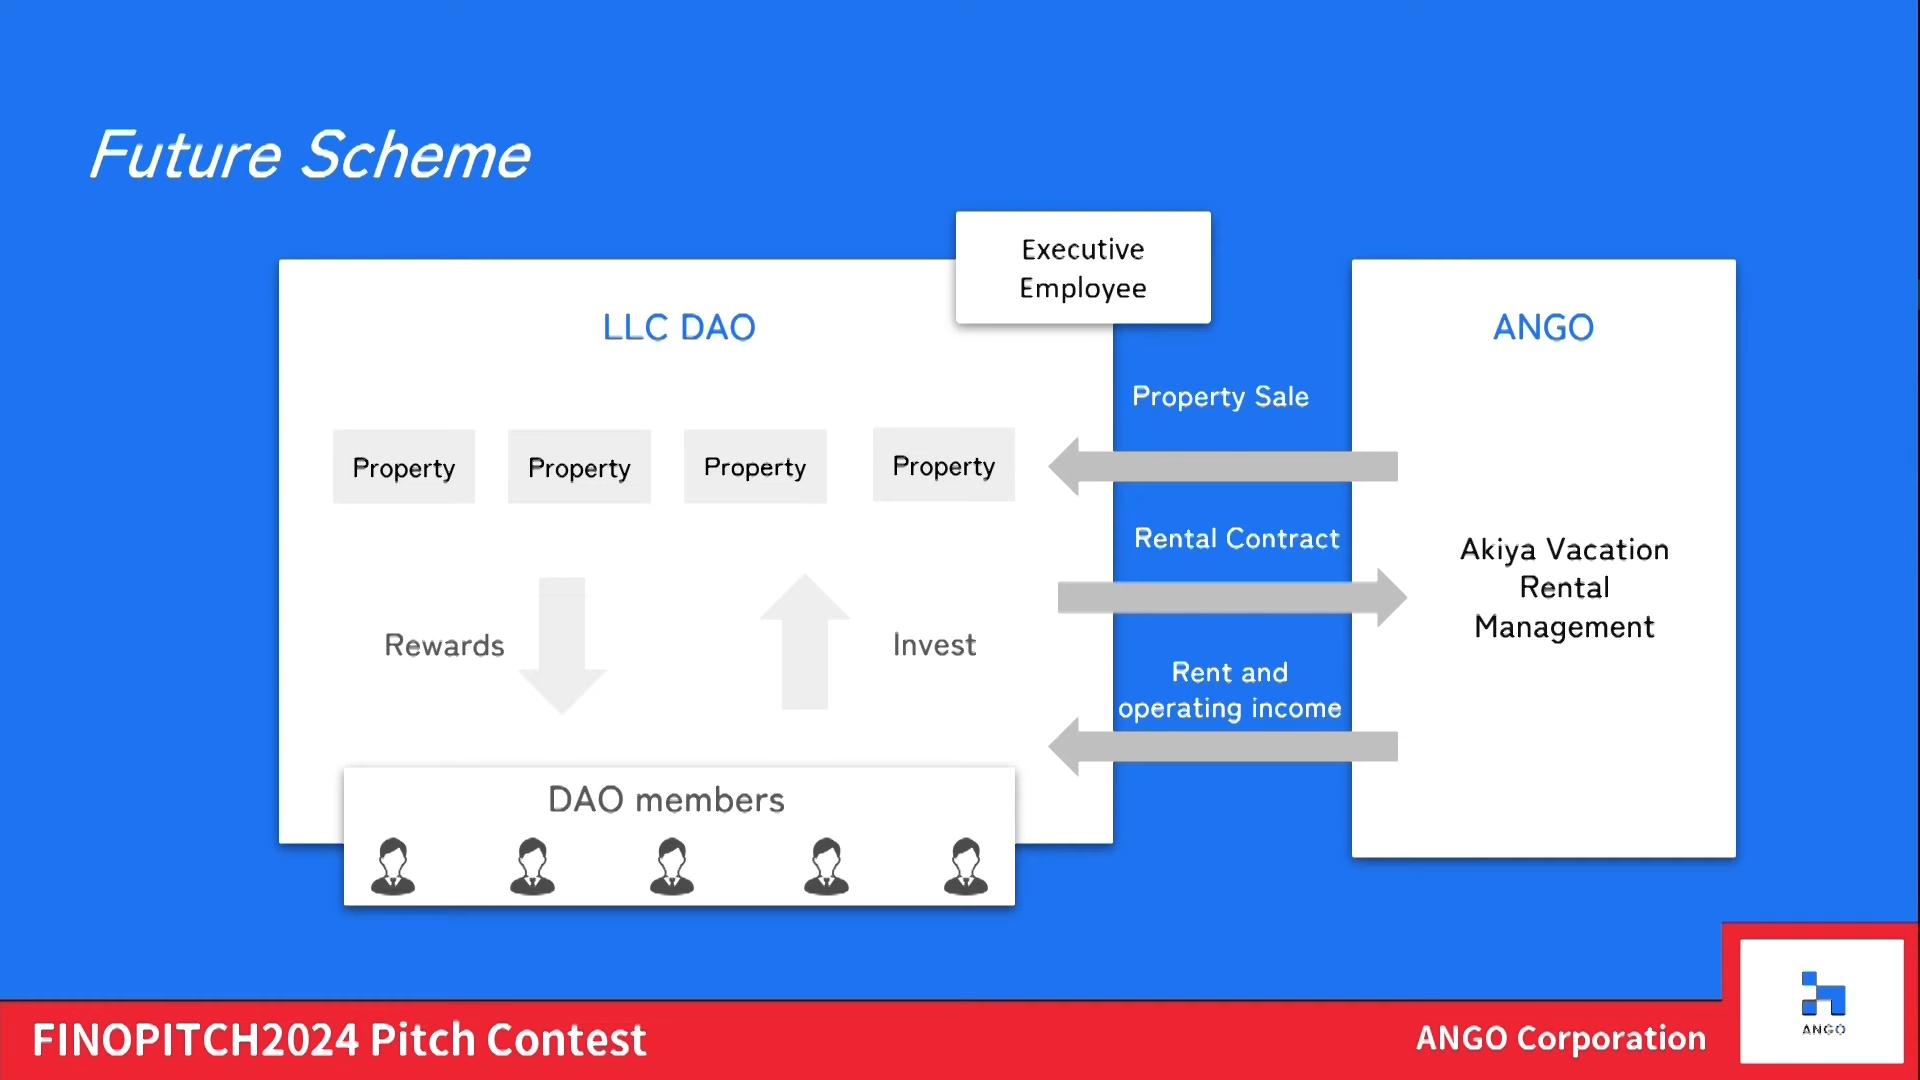 Future Scheme
Executive
Employee
LLC DAO
ANGO
Property Sale
Property
Property
Property
Property
Rental Contract
Akiya Vacation
Rental
Management
Rewards
Invest
Rent and
operating income
DAO members
FINOPITCH2024 Pitch Contest
ANGO Corporation
ANGO